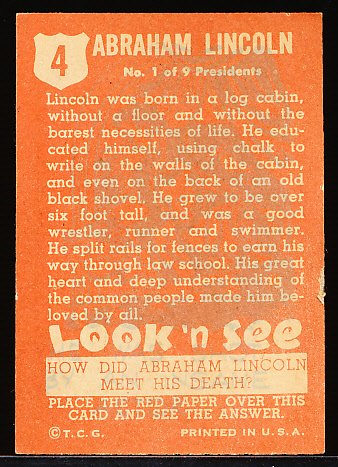 4
ABRAHAM LINCOLN
No. 1 of 9 Presidents
Lincoln was born in a log cabin,
without a floor and without the
barest necessities of life. He edu-
cated himself, using chalk to
write on the walls of the cabin,
and even on the back of an old
black shovel. He grew to be over
six foot tall, and was a good
wrestler, runner and swimmer.
He split rails for fences to earn his
way through law school. His great
heart and deep understanding of
the common people made him be-
loved by all.
LOOK 'n SEE
HOW DID ABRAHAM LINCOLN
MEET HIS DEATH?
PLACE THE RED PAPER OVER THIS
CARD AND SEE THE ANSWER.
© T. C. G. PRINTED IN U. S. A.